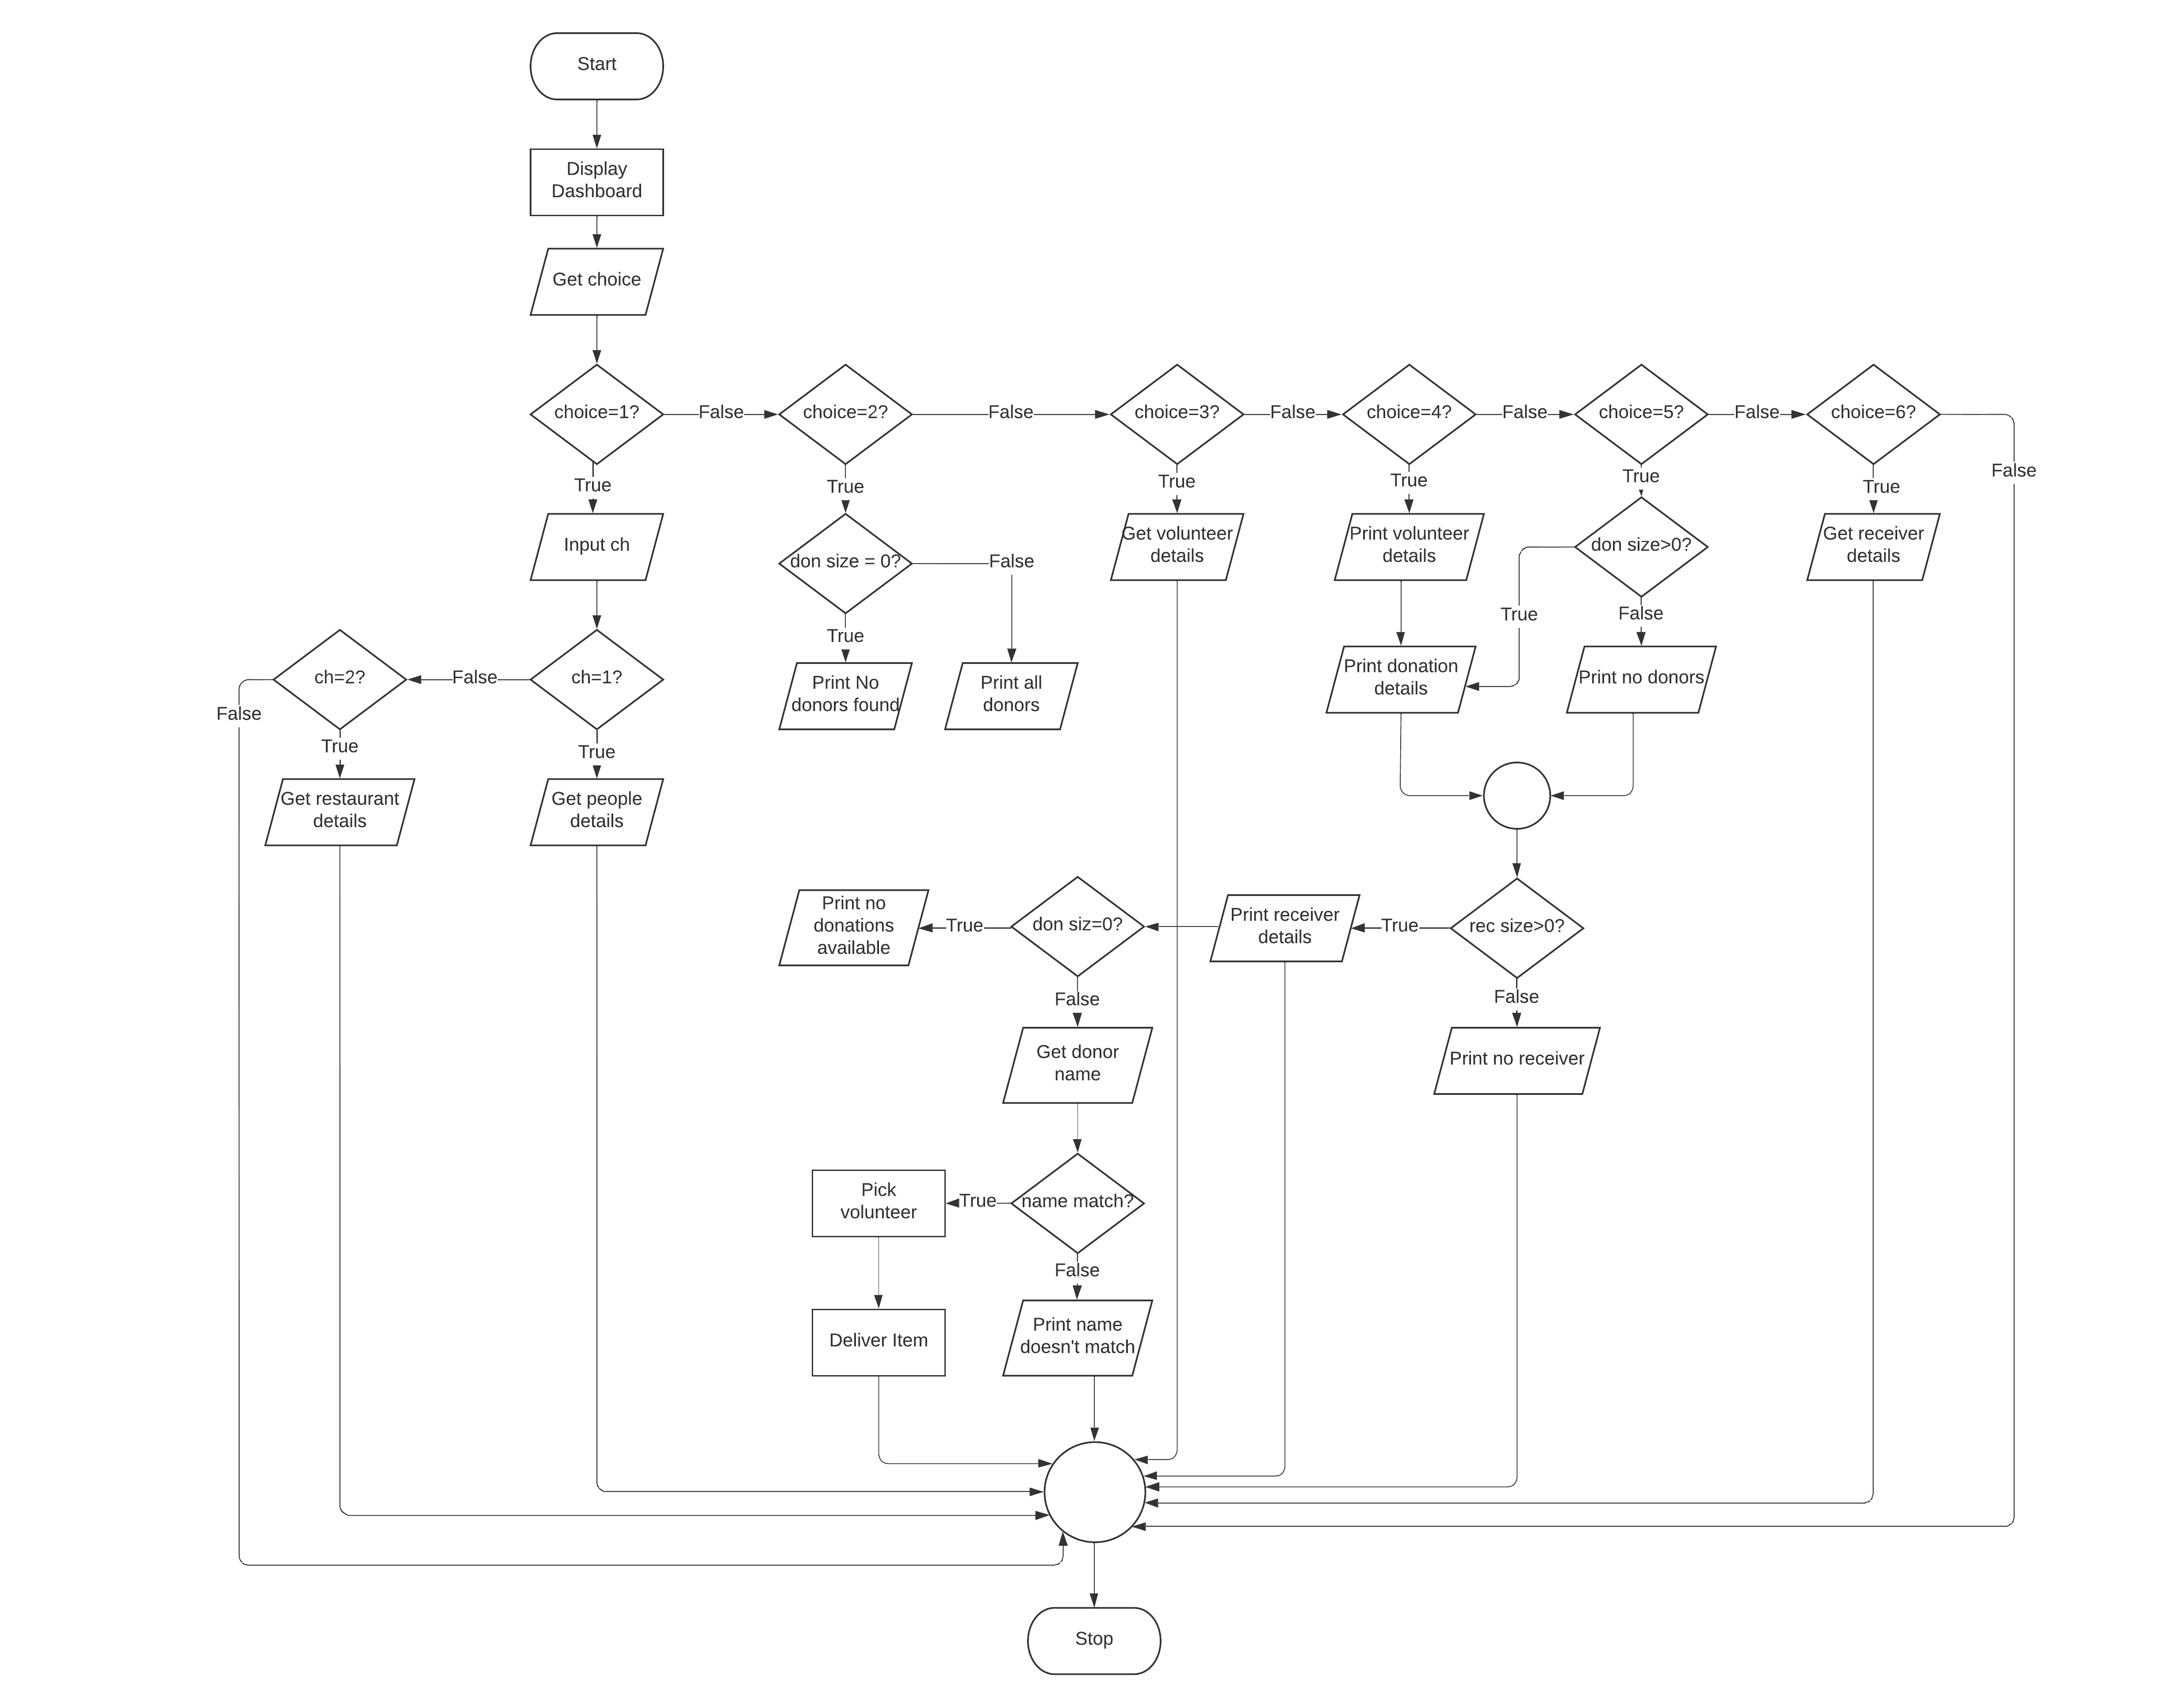 Start
Display
Dashboard
Get choice
choice=1?
False
choice=2?
False
choice=3?
False
choice=4?
False
choice=5?
False
choice=6?
False
True
True
True
True
True
True
Input ch
don size = 0?
False
Get volunteer
details
Print volunteer
details
don size>0?
Get receiver
details
True
False
True
ch=2?
False
ch=1?
False
Print No
donors found
Print all
donors
Print donation
details
Print no donors
True
True
Get restaurant
details
Get people
details
Print no
donations
available
True
don siz=0?
Print receiver
details
True
rec size>0?
False
False
Get donor
name
Print no receiver
Pick
volunteer
True
name match?
False
Deliver Item
Print name
doesn't match
Stop